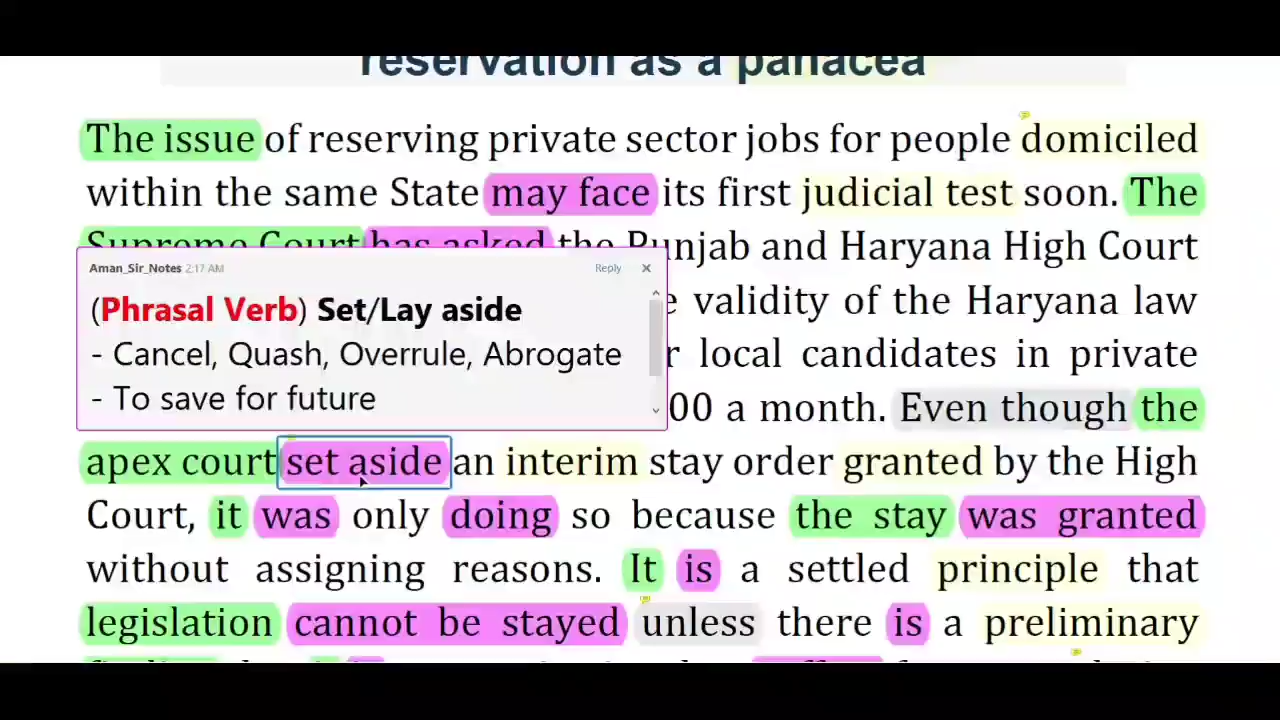 reservation as a panacea
The issue of reserving private sector jobs for people domiciled
within the same State may face its first judicial test soon. The
Supreme Court has asked the Punjab and Haryana High Court
Aman_Sir_Notes 2:17 AM Reply
(Phrasal Verb) Set/Lay aside
- Cancel, Quash, Overrule, Abrogate
- To save for future
validity of the Haryana law
local candidates in private
00 a month. Even though the
apex court set aside an interim stay order granted by the High
Court, it was only doing so because the stay was granted
without assigning reasons. It is a settled principle that
legislation cannot be stayed unless there is a preliminary